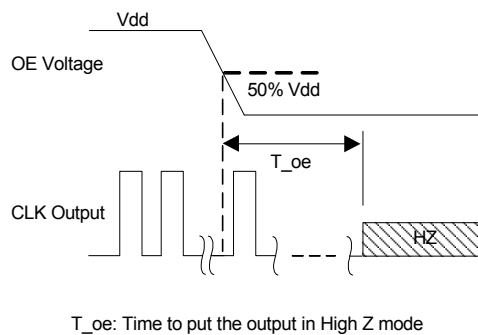 Vdd
OE Voltage
50% Vdd
T_oe
CLK Output
HZ
T_oe: Time to put the output in High Z mode